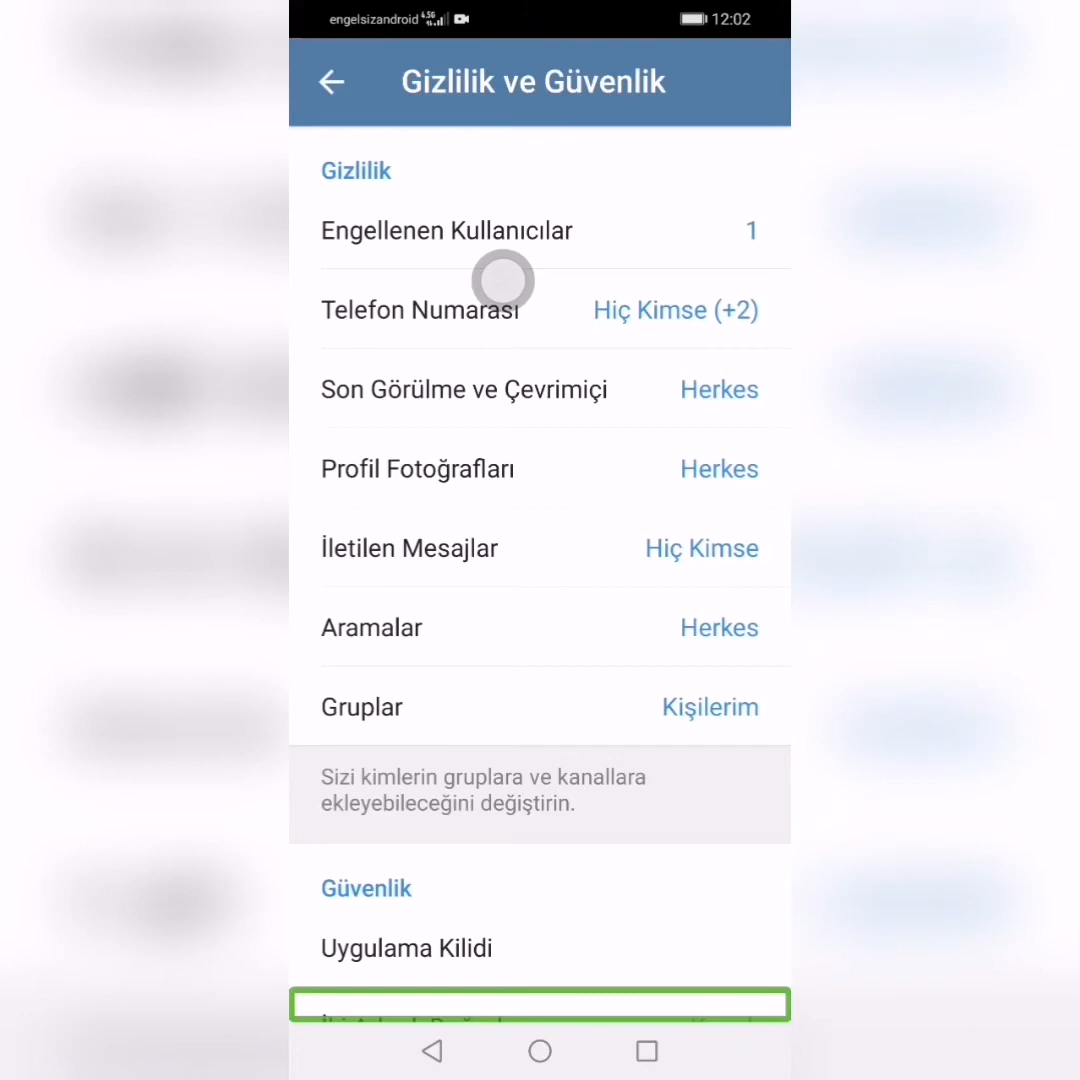 engelsizandroid 4.5G 12:02
Gizlilik ve Güvenlik
Gizlilik
Engellenen Kullanıcılar 1
Telefon Numarası Hiç Kimse (+2)
Son Görülme ve Çevrimiçi Herkes
Profil Fotoğrafları Herkes
İletilen Mesajlar Hiç Kimse
Aramalar Herkes
Gruplar Kişilerim
Sizi kimlerin gruplara ve kanallara
ekleyebileceğini değiştirin.
Güvenlik
Uygulama Kilidi